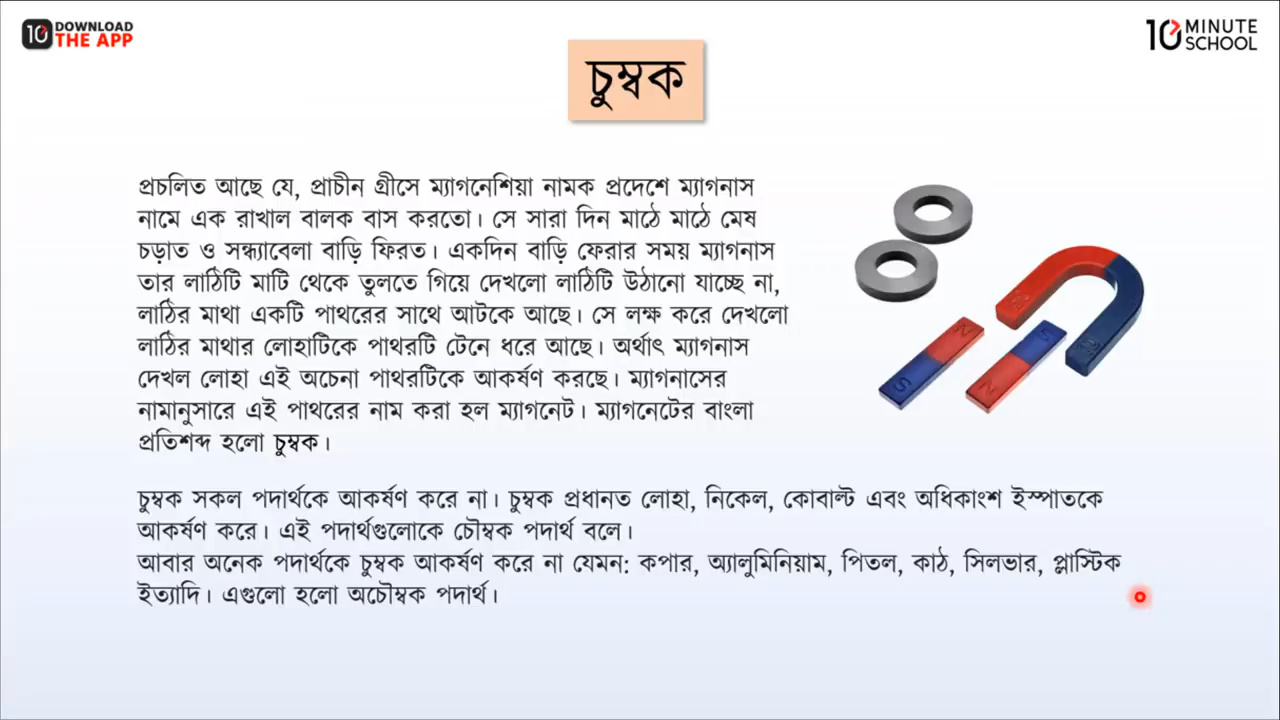 10 DOWNLOAD
THE APP
10 MINUTE
SCHOOL
চুম্বক
প্রচলিত আছে যে, প্রাচীন গ্রীসে ম্যাগনেশিয়া নামক প্রদেশে ম্যাগনাস
নামে এক রাখাল বালক বাস করতো। সে সারা দিন মাঠে মাঠে মেষ
চড়াত ও সন্ধ্যাবেলা বাড়ি ফিরত। একদিন বাড়ি ফেরার সময় ম্যাগনাস
তার লাঠিটি মাটি থেকে তুলতে গিয়ে দেখলো লাঠিটি উঠানো যাচ্ছে না,
লাঠির মাথা একটি পাথরের সাথে আটকে আছে। সে লক্ষ করে দেখলো
লাঠির মাথার লোহাটিকে পাথরটি টেনে ধরে আছে। অর্থাৎ ম্যাগনাস
দেখল লোহা এই অচেনা পাথরটিকে আকর্ষণ করছে। ম্যাগনাসের
নামানুসারে এই পাথরের নাম করা হল ম্যাগনেট। ম্যাগনেটের বাংলা
প্রতিশব্দ হলো চুম্বক।
N
S
S
N
চুম্বক সকল পদার্থকে আকর্ষণ করে না। চুম্বক প্রধানত লোহা, নিকেল, কোবাল্ট এবং অধিকাংশ ইস্পাতকে
আকর্ষণ করে। এই পদার্থগুলোকে চৌম্বক পদার্থ বলে।
আবার অনেক পদার্থকে চুম্বক আকর্ষণ করে না যেমন: কপার, অ্যালুমিনিয়াম, পিতল, কাঠ, সিলভার, প্লাস্টিক
ইত্যাদি। এগুলো হলো অচৌম্বক পদার্থ।